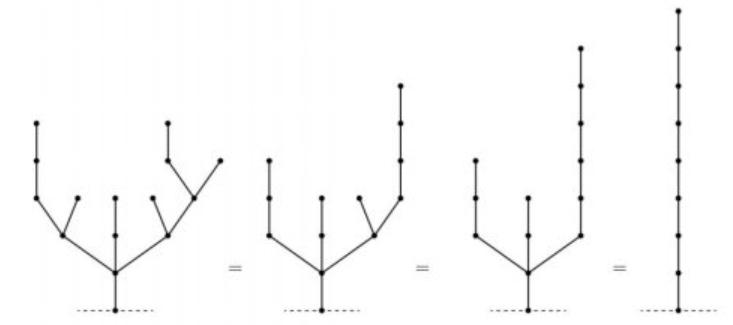 = = =